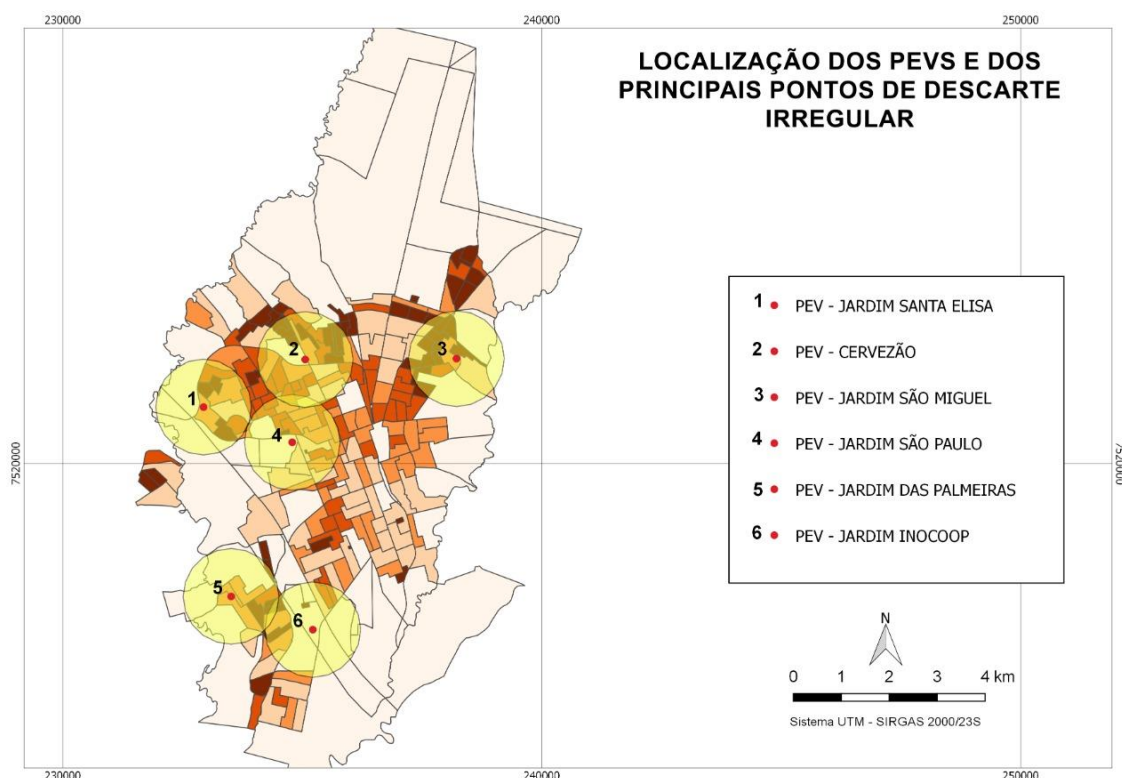 230000 240000 250000
LOCALIZAÇÃO DOS PEVS E DOS
PRINCIPAIS PONTOS DE DESCARTE
IRREGULAR
1 PEV - JARDIM SANTA ELISA
2 PEV - CERVEZÃO
3 PEV - JARDIM SÃO MIGUEL
4 PEV - JARDIM SÃO PAULO
5 PEV - JARDIM DAS PALMEIRAS
6 PEV - JARDIM INOCOOP
2
3
1
4
7520000 7520000
5
6
N
0 1 2 3 4 km
Sistema UTM - SIRGAS 2000/23S
230000 240000 250000